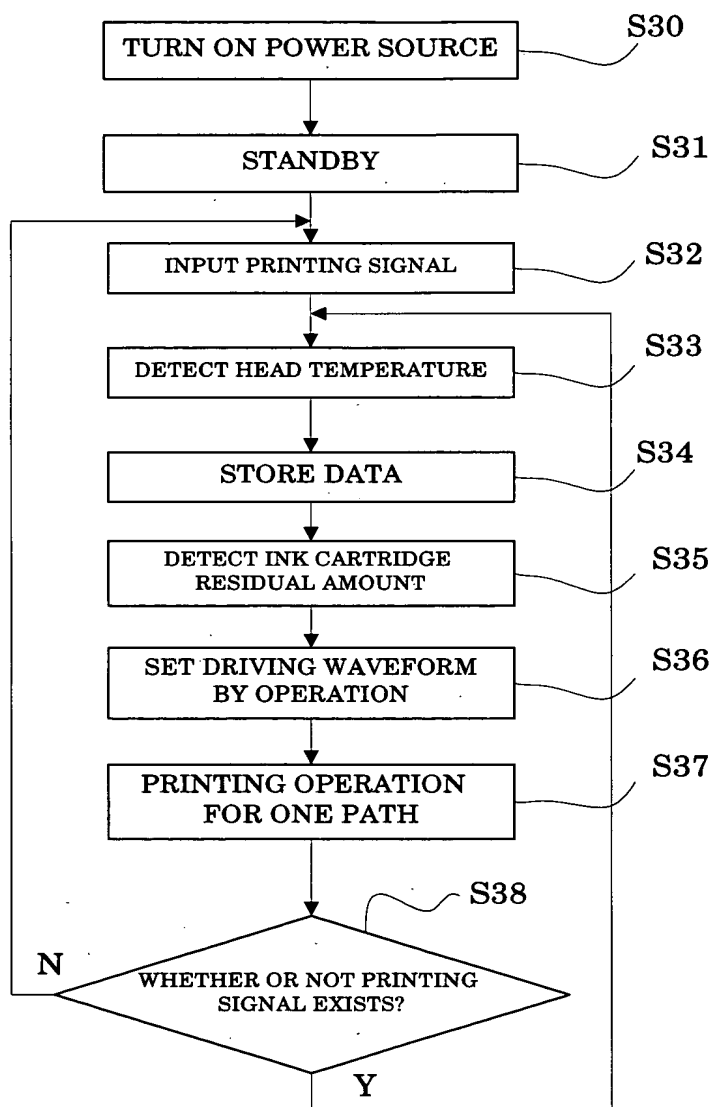 TURN ON POWER SOURCE
S30
STANDBY
S31
INPUT PRINTING SIGNAL
S32
DETECT HEAD TEMPERATURE
S33
STORE DATA
S34
DETECT INK CARTRIDGE
RESIDUAL AMOUNT
S35
SET DRIVING WAVEFORM
BY OPERATION
S36
PRINTING OPERATION
FOR ONE PATH
S37
S38
N
WHETHER OR NOT PRINTING
SIGNAL EXISTS?
Y